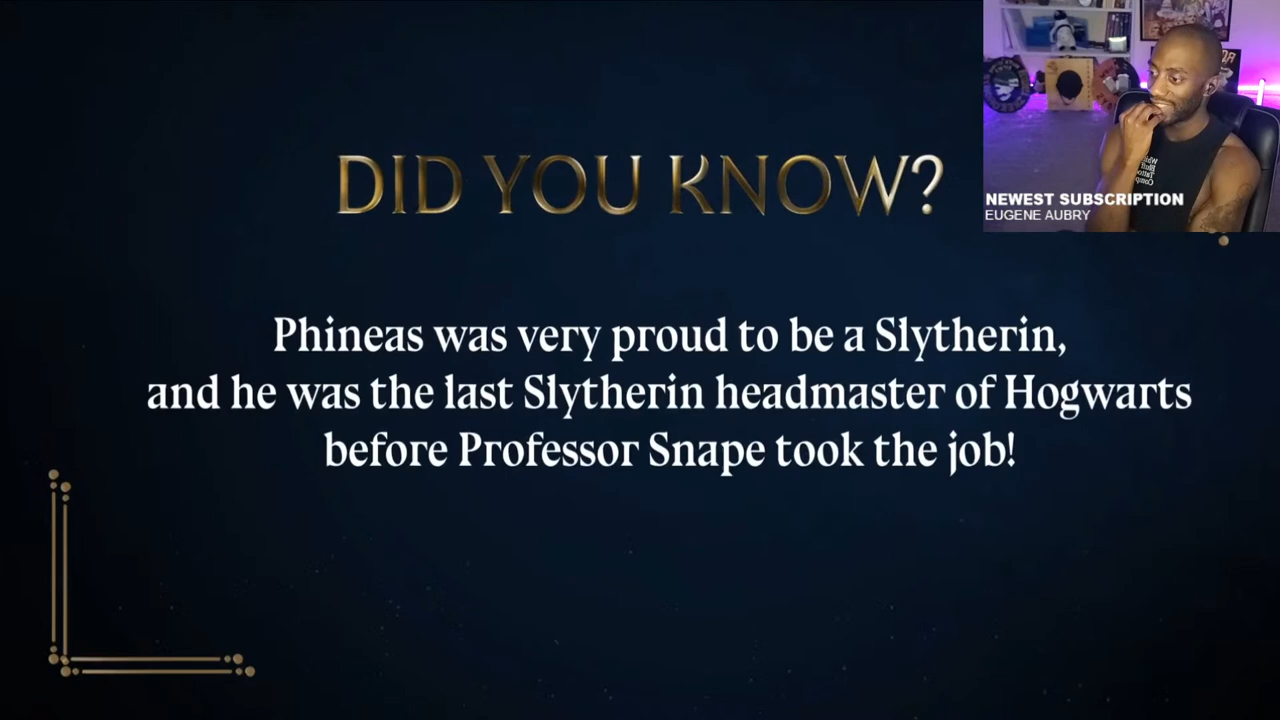 DID YOU KNOW?
Phineas was very proud to be a Slytherin,
and he was the last Slytherin headmaster of Hogwarts
before Professor Snape took the job!
NEWEST SUBSCRIPTION
EUGENE AUBRY